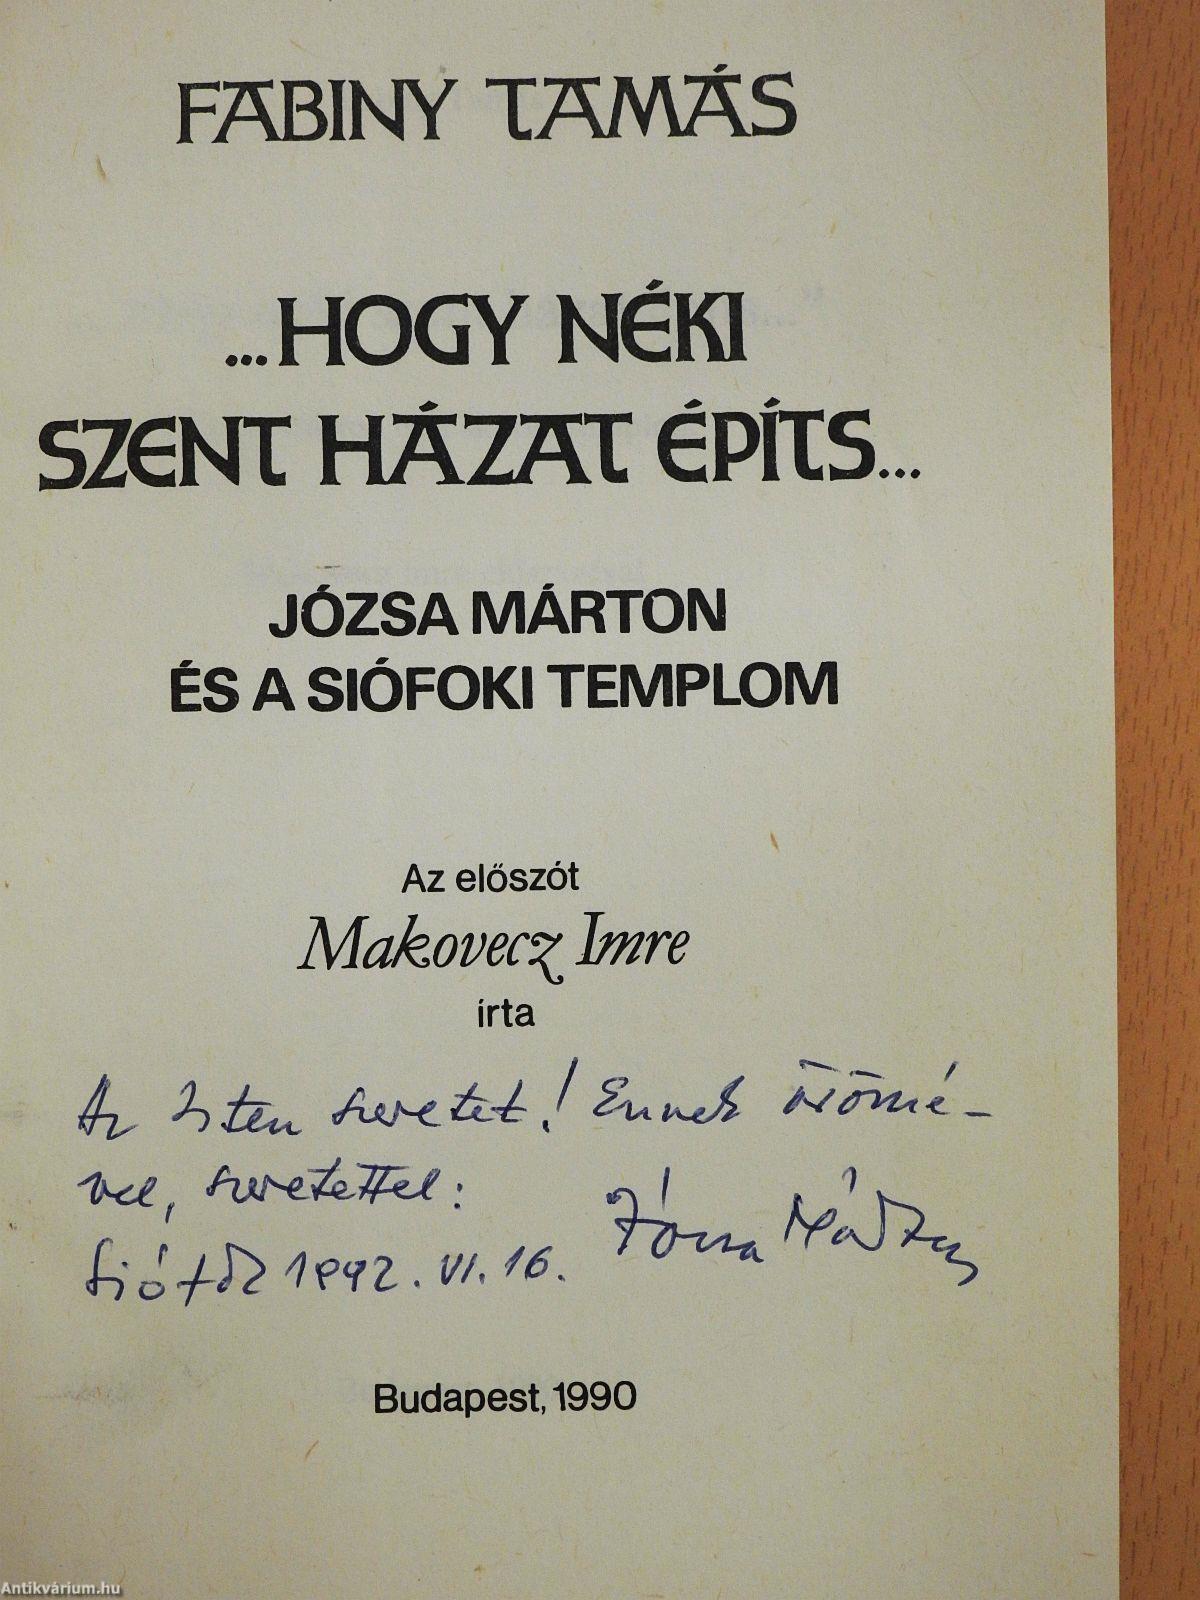 FABINY TAMÁS
...HOGY NÉKI
SZENT HÁZAT ÉPÍTS...
JÓZSA MÁRTON
ÉS A SIÓFOKI TEMPLOM
Az előszót
Makovecz Imre
írta
Az Isten szeretet! Ennek örömé-
vel, szeretettel:
Józsa Márton
Siófok 1992. VI. 16.
Budapest, 1990
Antikvárium.hu